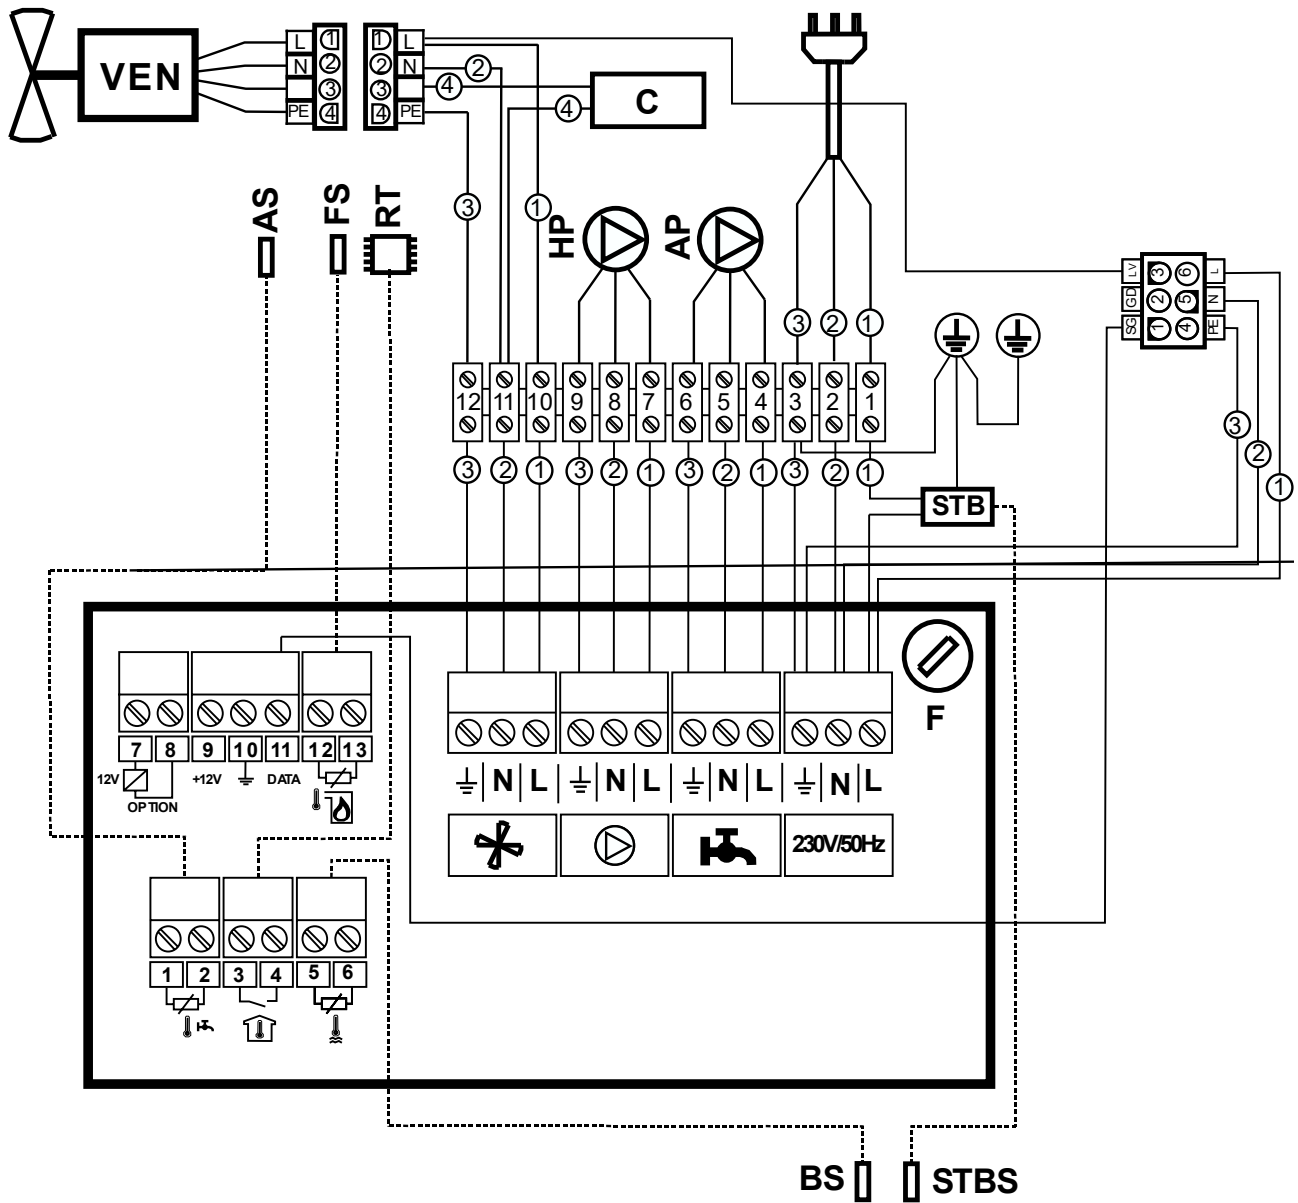 VEN
L 1
N 2
3
PE 4
1 L
2 N
3
4 PE
2
4
4
C
AS
FS
RT
3
1
HP
AP
LV 3 6 L
GD 2 5 N
SG 1 4 PE
3 2 1
12 11 10 9 8 7 6 5 4 3 2 1
3 2 1 3 2 1 3 2 1 3 2 1
3
2
1
STB
F
7 8 9 10 11 12 13
12V +12V DATA
OPTION
N L N L N L N L
230V/50Hz
1 2 3 4 5 6
BS
STBS